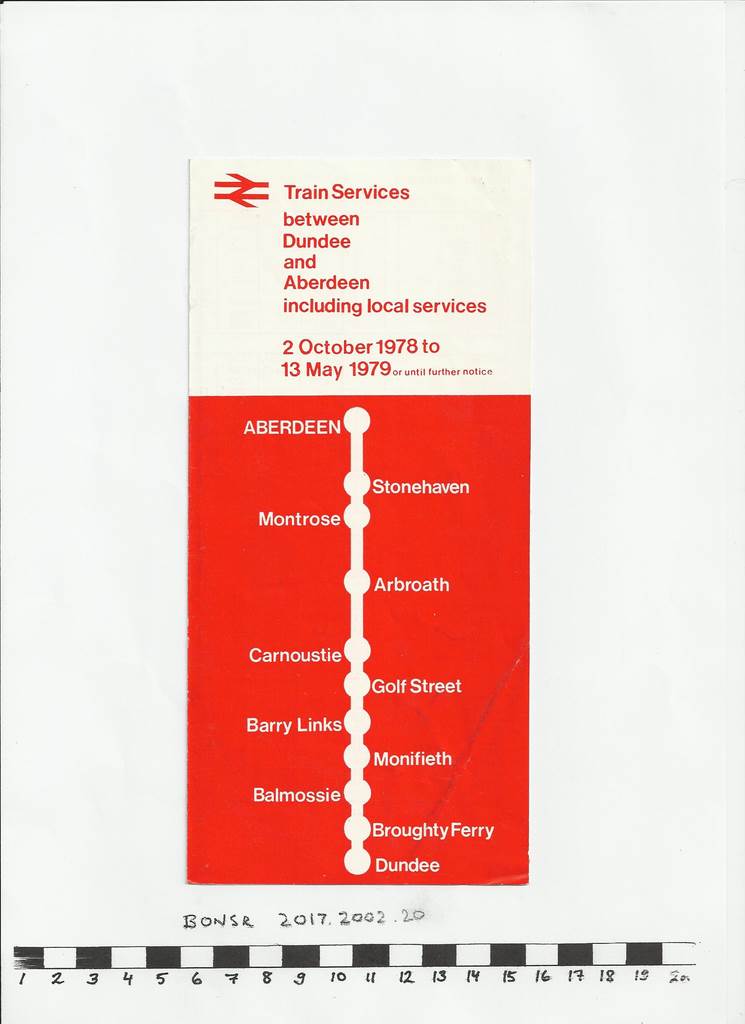 Train Services
between
Dundee
and
Aberdeen
including local services
2 October 1978 to
13 May 1979 or until further notice
ABERDEEN
Stonehaven
Montrose
Arbroath
Carnoustie
Golf Street
Barry Links
Monifieth
Balmossie
Broughty Ferry
Dundee
BONSR 2017.2002.20
1 2 3 4 5 6 7 8 9 10 11 12 13 14 15 16 17 18 19 20